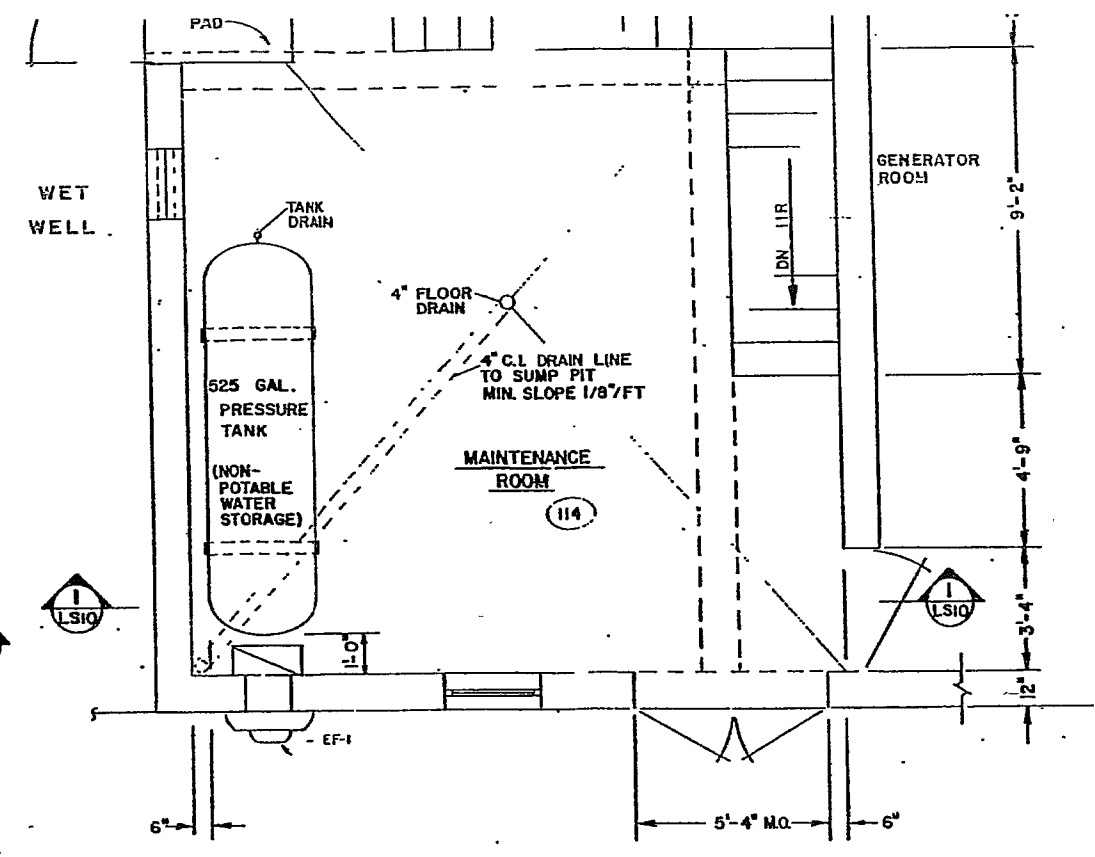 PAD
WET
WELL
TANK
DRAIN
GENERATOR
ROOM
9'-2"
DN 11R
4" FLOOR
DRAIN
4" C.I. DRAIN LINE
TO SUMP PIT
MIN. SLOPE 1/8"/FT
525 GAL.
PRESSURE
TANK
(NON-
POTABLE
WATER
STORAGE)
MAINTENANCE
ROOM
114
4'-9"
1
LS10
1
LS10
3'-4"
1'-0"
12"
EF-1
6"
5'-4" M.O.
6"